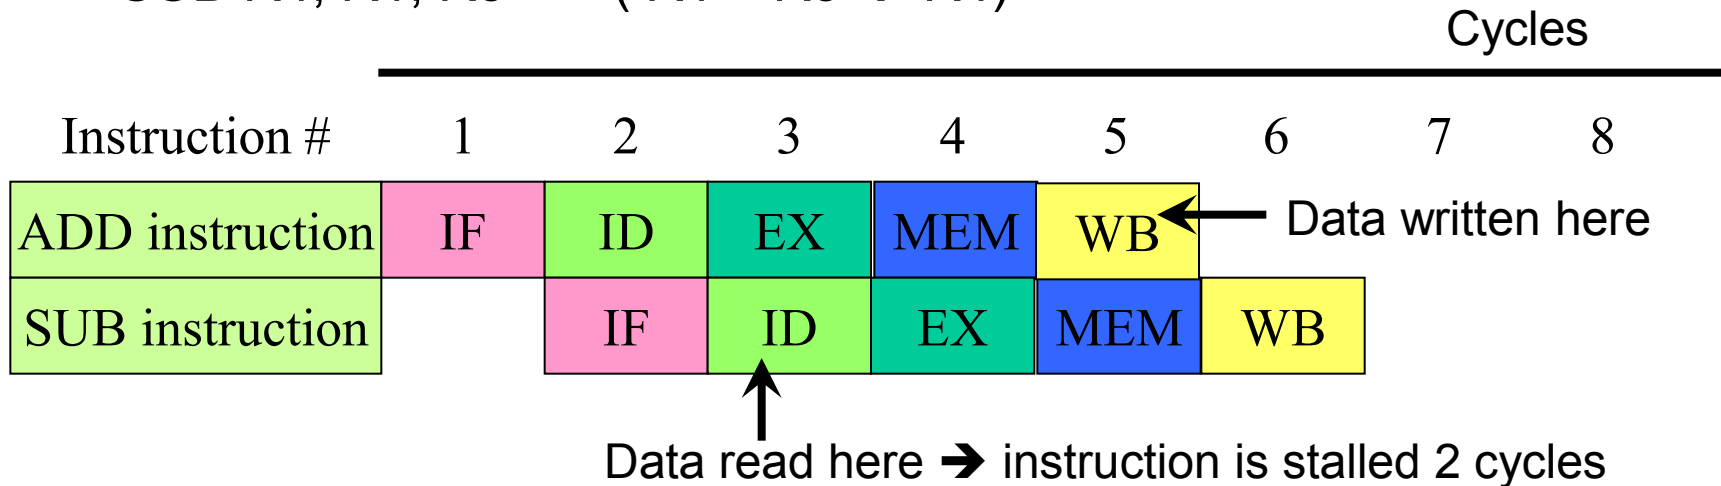 Cycles
Instruction # 1 2 3 4 5 6 7 8
ADD instruction IF ID EX MEM WB Data written here
SUB instruction IF ID EX MEM WB
Data read here ➔ instruction is stalled 2 cycles